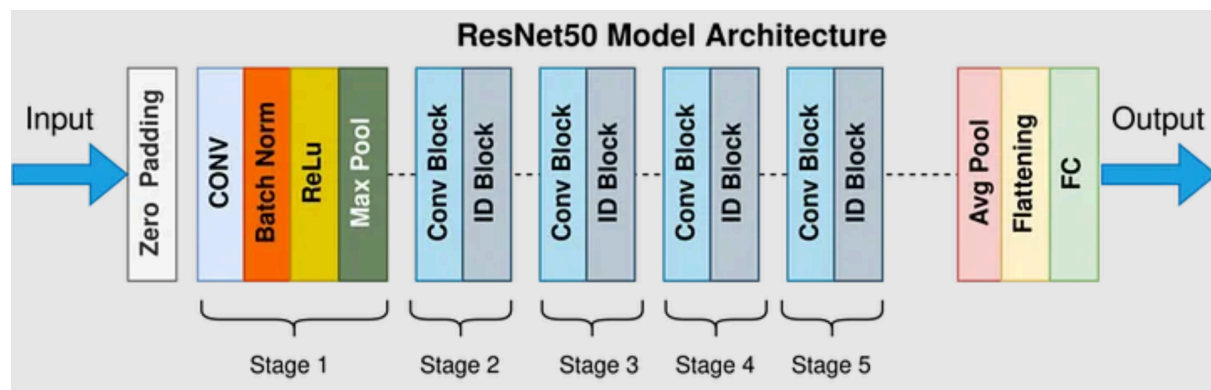 ResNet50 Model Architecture
Input
Zero Padding
CONV
Batch Norm
ReLu
Max Pool
Conv Block
ID Block
Conv Block
ID Block
Conv Block
ID Block
Conv Block
ID Block
Avg Pool
Flattening
FC
Output
Stage 1
Stage 2
Stage 3
Stage 4
Stage 5